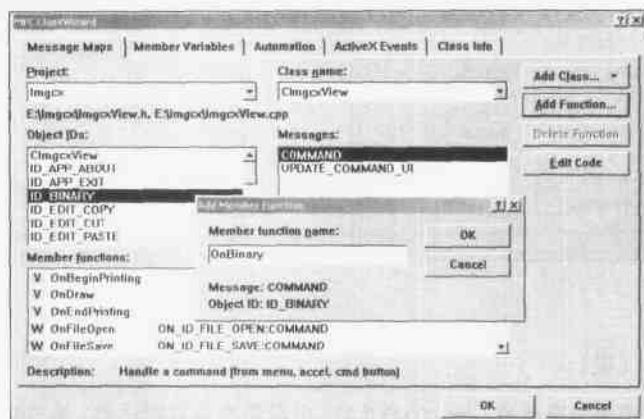 MFC ClassWizard
Message Maps
Member Variables
Automation
ActiveX Events
Class Info
Project:
Class name:
Imgcx
CImgcxView
Add Class...
Add Function...
E:\Imgcx\ImgcxView.h, E:\Imgcx\ImgcxView.cpp
Object IDs:
Messages:
Delete Function
CImgcxView
ID_APP_ABOUT
ID_APP_EXIT
ID_BINARY
ID_EDIT_COPY
ID_EDIT_CUT
ID_EDIT_PASTE
COMMAND
UPDATE_COMMAND_UI
Edit Code
Add Member Function
Member function name:
OnBinary
OK
Cancel
Message: COMMAND
Object ID: ID_BINARY
Member functions:
V OnBeginPrinting
V OnDraw
V OnEndPrinting
W OnFileOpen ON_ID_FILE_OPEN:COMMAND
W OnFileSave ON_ID_FILE_SAVE:COMMAND
Description: Handle a command (from menu, accel, cmd button)
OK
Cancel